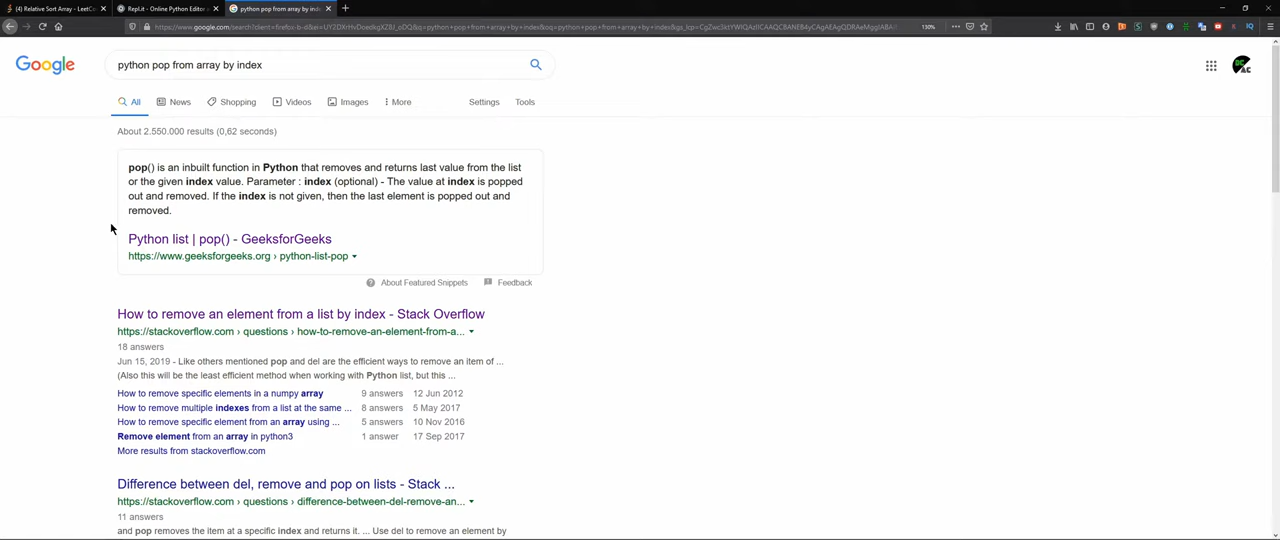 (4) Relative Sort Array - LeetC
Repl.it - Online Python Editor
python pop from array by inde
130%
Google
python pop from array by index
All
News
Shopping
Videos
Images
More
Settings
Tools
About 2.550.000 results (0,62 seconds)
pop() is an inbuilt function in Python that removes and returns last value from the list
or the given index value. Parameter : index (optional) - The value at index is popped
out and removed. If the index is not given, then the last element is popped out and
removed.
Python list | pop() - GeeksforGeeks
https://www.geeksforgeeks.org › python-list-pop
About Featured Snippets
Feedback
How to remove an element from a list by index - Stack Overflow
https://stackoverflow.com › questions › how-to-remove-an-element-from-a...
18 answers
Jun 15, 2019 - Like others mentioned pop and del are the efficient ways to remove an item of ...
(Also this will be the least efficient method when working with Python list, but this ...
How to remove specific elements in a numpy array 9 answers 12 Jun 2012
How to remove multiple indexes from a list at the same ... 8 answers 5 May 2017
How to remove specific element from an array using ... 5 answers 10 Nov 2016
Remove element from an array in python3 1 answer 17 Sep 2017
More results from stackoverflow.com
Difference between del, remove and pop on lists - Stack ...
https://stackoverflow.com › questions › difference-between-del-remove-an...
11 answers
and pop removes the item at a specific index and returns it. ... Use del to remove an element by